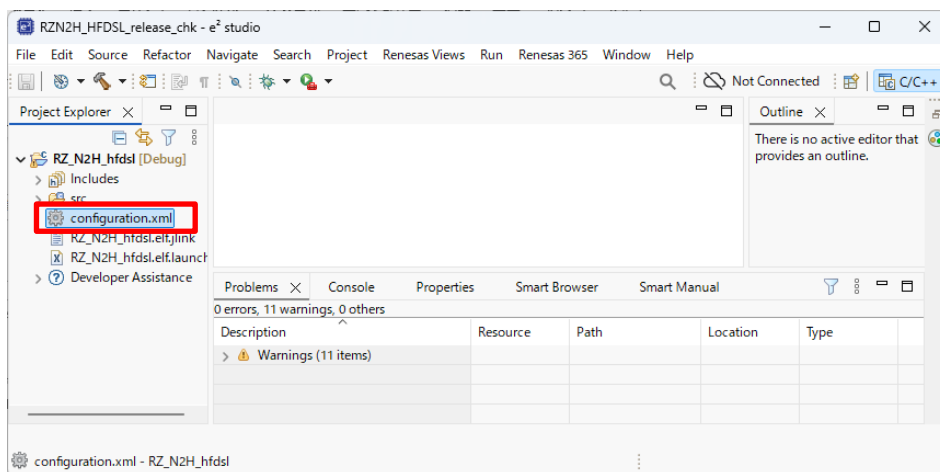 RZN2H_HFDSL_release_chk - e² studio
File Edit Source Refactor Navigate Search Project Renesas Views Run Renesas 365 Window Help
Not Connected C/C++
Project Explorer
Outline
There is no active editor that
provides an outline.
RZ_N2H_hfdsl [Debug]
Includes
src
configuration.xml
RZ_N2H_hfdsl.elf.jlink
RZ_N2H_hfdsl.elf.launch
Developer Assistance
Problems Console Properties Smart Browser Smart Manual
0 errors, 11 warnings, 0 others
Description Resource Path Location Type
Warnings (11 items)
configuration.xml - RZ_N2H_hfdsl